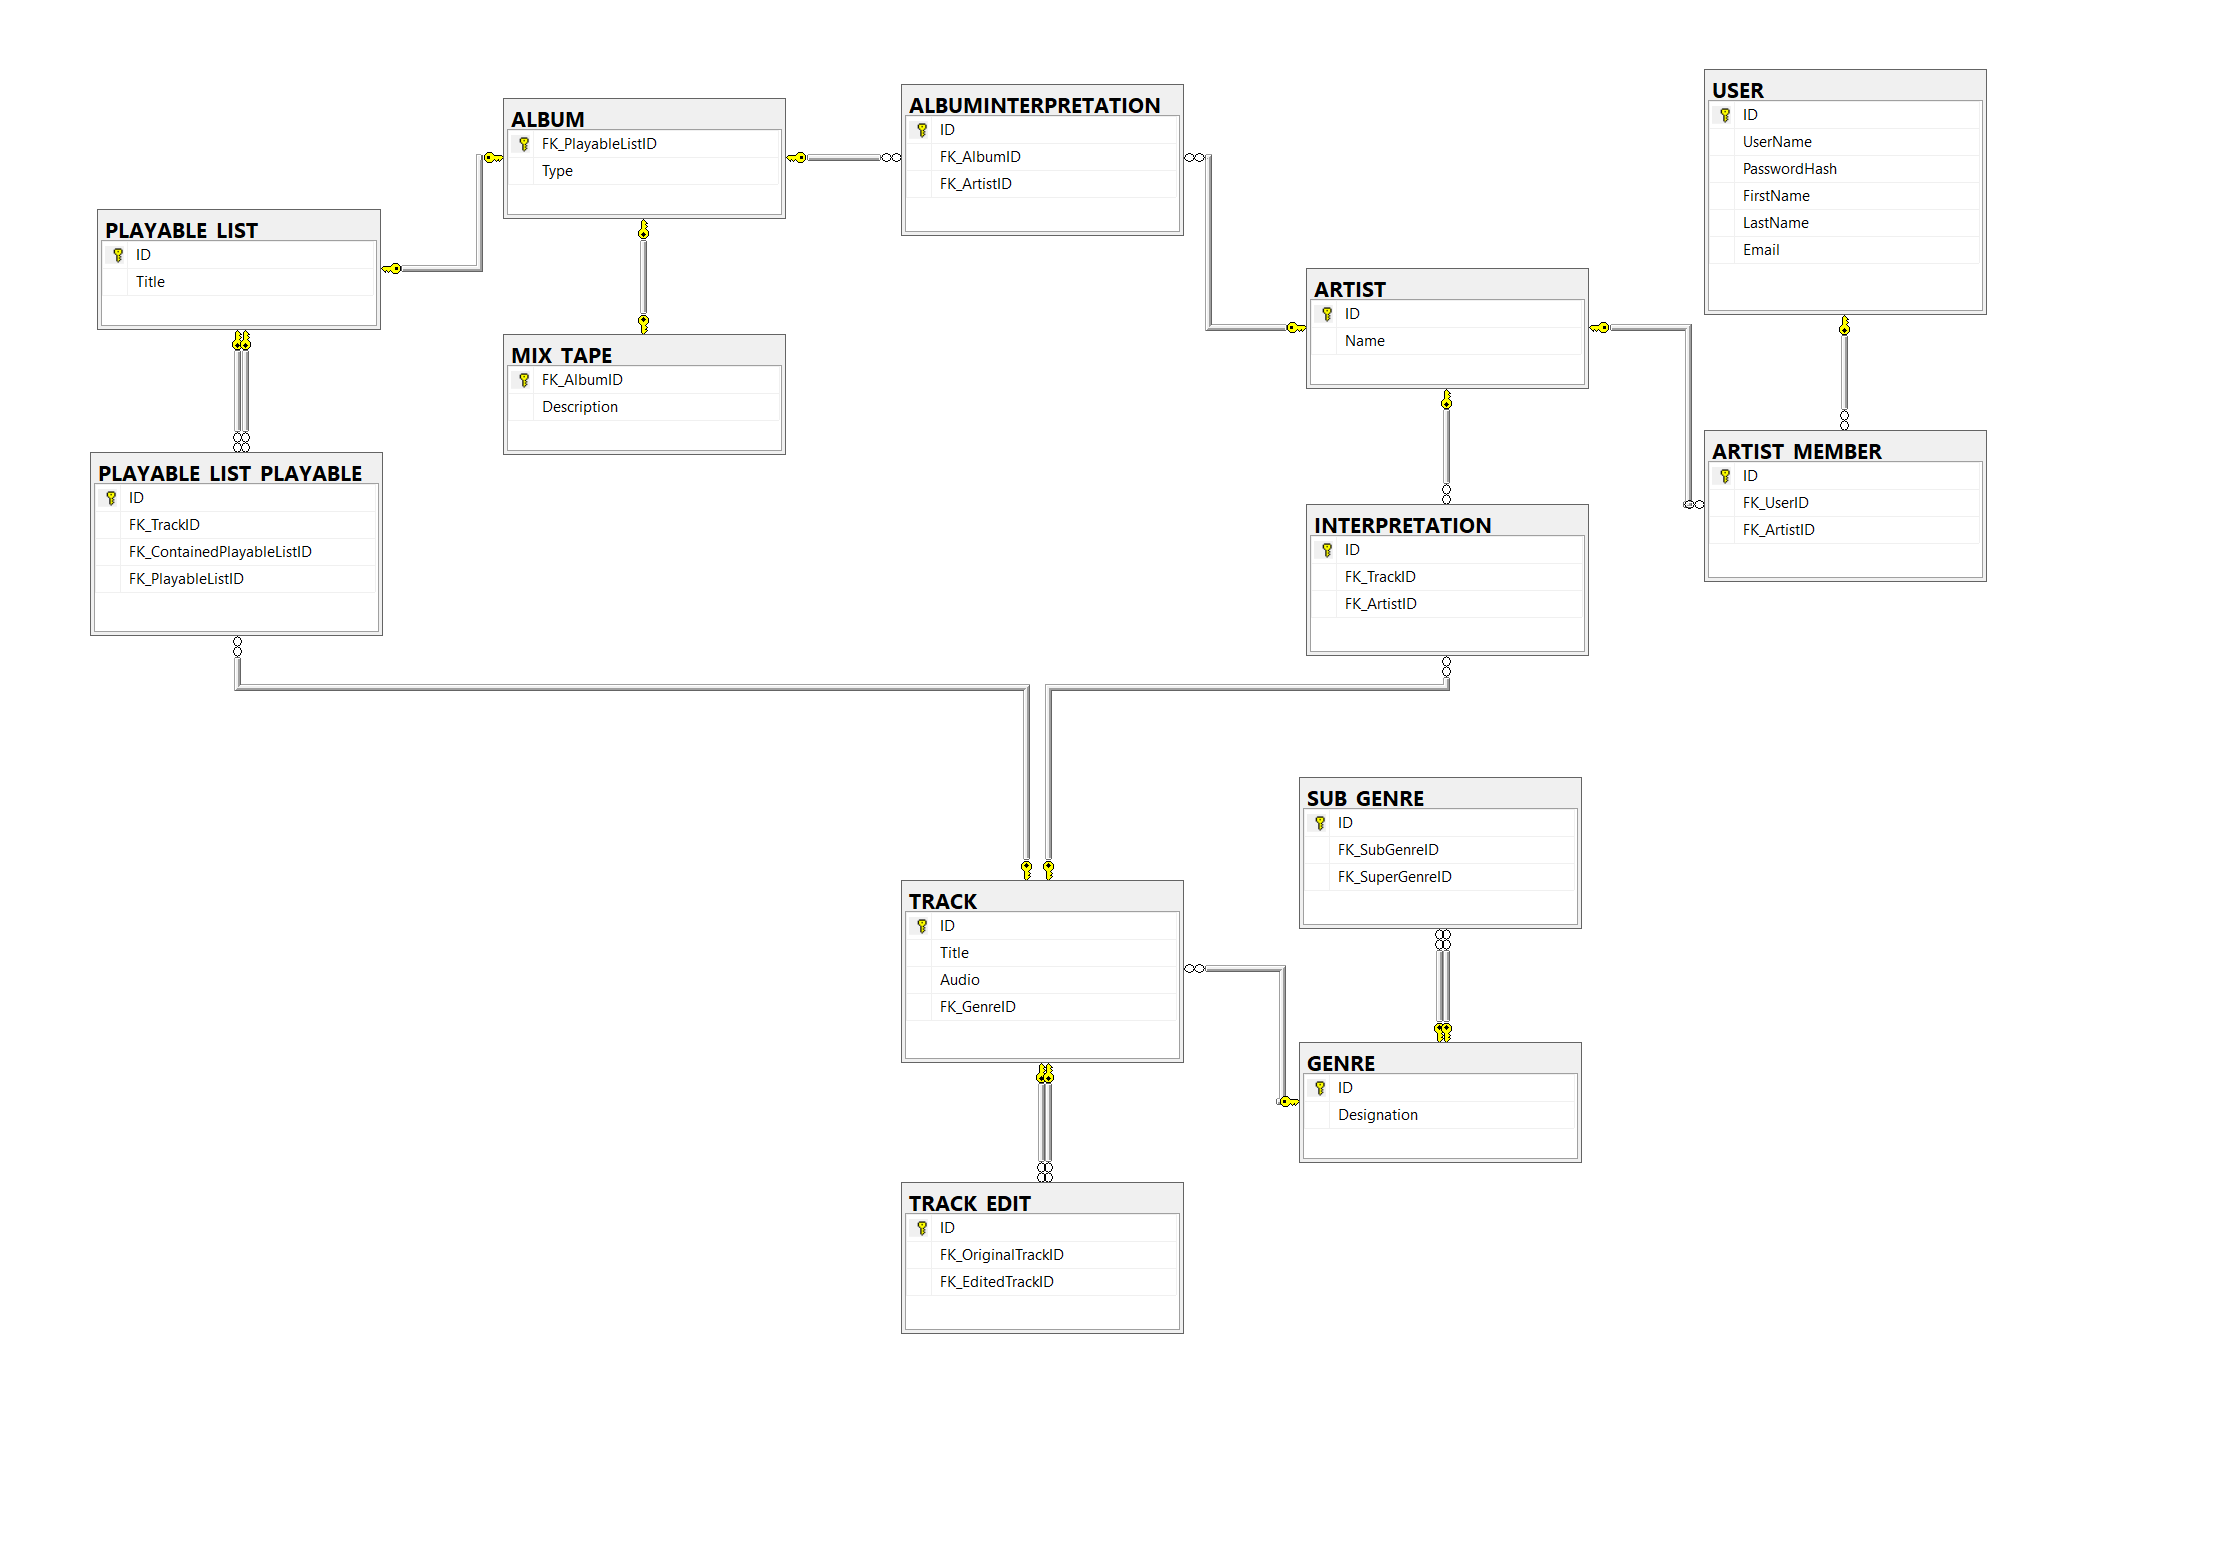 ALBUM
FK_PlayableListID
Type
ALBUMINTERPRETATION
ID
FK_AlbumID
FK_ArtistID
USER
ID
UserName
PasswordHash
FirstName
LastName
Email
PLAYABLE_LIST
ID
Title
MIX_TAPE
FK_AlbumID
Description
ARTIST
ID
Name
PLAYABLE_LIST_PLAYABLE
ID
FK_TrackID
FK_ContainedPlayableListID
FK_PlayableListID
INTERPRETATION
ID
FK_TrackID
FK_ArtistID
ARTIST_MEMBER
ID
FK_UserID
FK_ArtistID
TRACK
ID
Title
Audio
FK_GenreID
SUB_GENRE
ID
FK_SubGenreID
FK_SuperGenreID
GENRE
ID
Designation
TRACK_EDIT
ID
FK_OriginalTrackID
FK_EditedTrackID